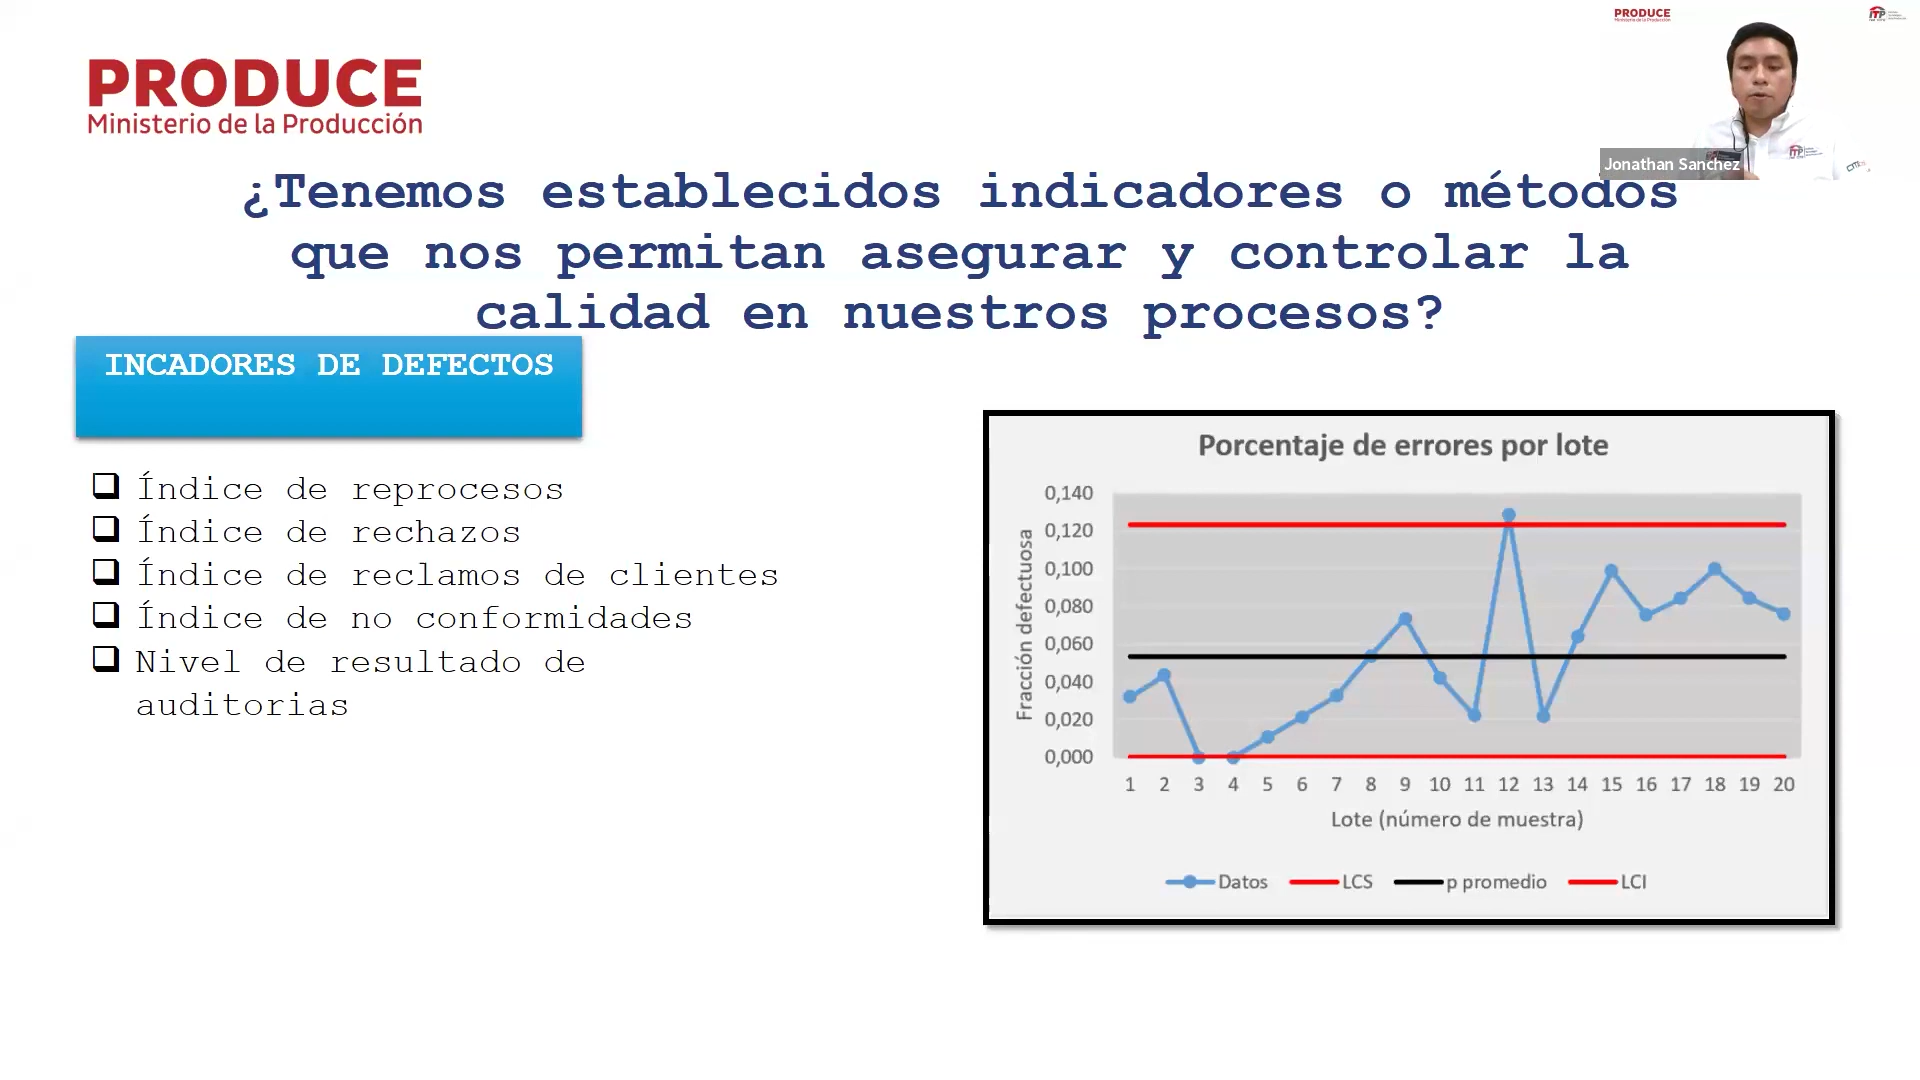 PRODUCE
Ministerio de la Producción
PRODUCE
iTP
Jonathan Sanchez
iTP
¿Tenemos establecidos indicadores o métodos
que nos permitan asegurar y controlar la
calidad en nuestros procesos?
INCADORES DE DEFECTOS
Índice de reprocesos
Índice de rechazos
Índice de reclamos de clientes
Índice de no conformidades
Nivel de resultado de
auditorias
Porcentaje de errores por lote
Fracción defectuosa
0,140
0,120
0,100
0,080
0,060
0,040
0,020
0,000
1 2 3 4 5 6 7 8 9 10 11 12 13 14 15 16 17 18 19 20
Lote (número de muestra)
Datos LCS p promedio LCI